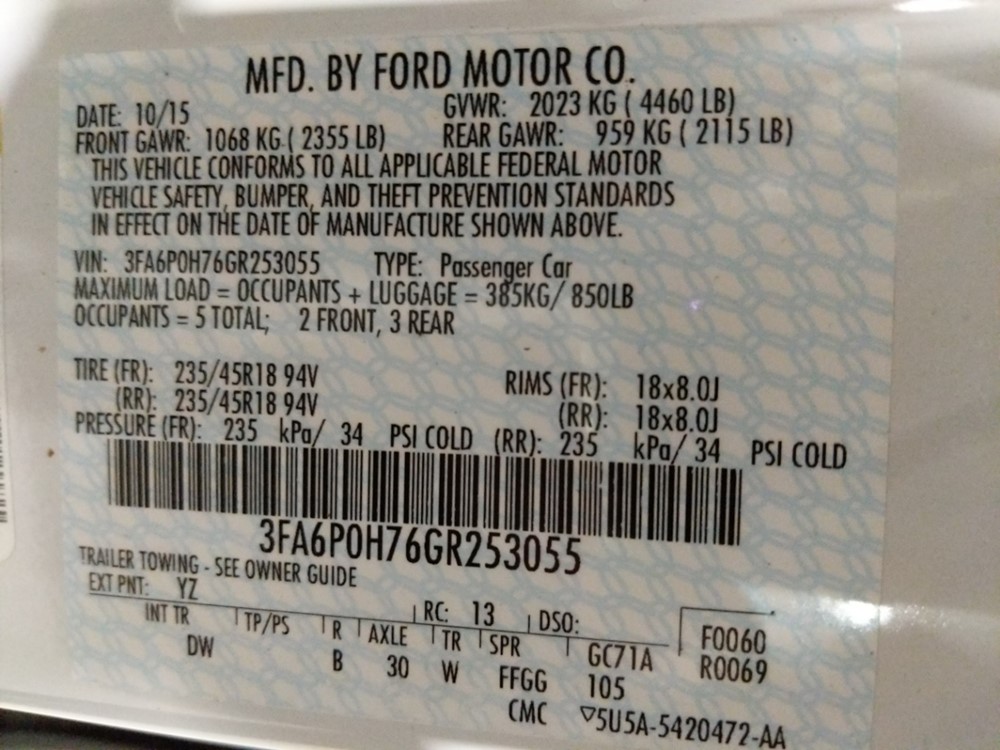 MFD. BY FORD MOTOR CO.
DATE: 10/15 GVWR: 2023 KG ( 4460 LB)
FRONT GAWR: 1068 KG ( 2355 LB) REAR GAWR: 959 KG ( 2115 LB)
THIS VEHICLE CONFORMS TO ALL APPLICABLE FEDERAL MOTOR
VEHICLE SAFETY, BUMPER, AND THEFT PREVENTION STANDARDS
IN EFFECT ON THE DATE OF MANUFACTURE SHOWN ABOVE.
VIN: 3FA6P0H76GR253055 TYPE: Passenger Car
MAXIMUM LOAD = OCCUPANTS + LUGGAGE = 385KG/ 850LB
OCCUPANTS = 5 TOTAL; 2 FRONT, 3 REAR
TIRE (FR): 235/45R18 94V RIMS (FR): 18x8.0J
(RR): 235/45R18 94V (RR): 18x8.0J
PRESSURE (FR): 235 kPa/ 34 PSI COLD (RR): 235 kPa/ 34 PSI COLD
3FA6P0H76GR253055
TRAILER TOWING - SEE OWNER GUIDE
EXT PNT: YZ RC: 13 DSO: F0060
INT TR TP/PS R AXLE TR SPR GC71A R0069
DW B 30 W FFGG 105
CMC ▽5U5A-5420472-AA